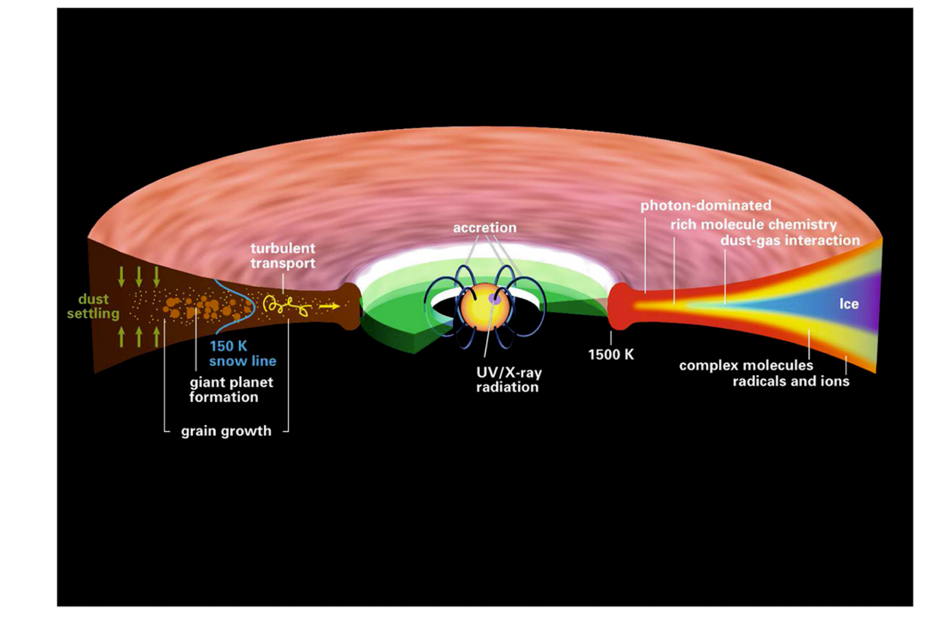 photon-dominated
rich molecule chemistry
dust-gas interaction
accretion
turbulent
transport
dust
settling
Ice
150 K
snow line
1500 K
giant planet
formation
UV/X-ray
radiation
complex molecules
radicals and ions
grain growth